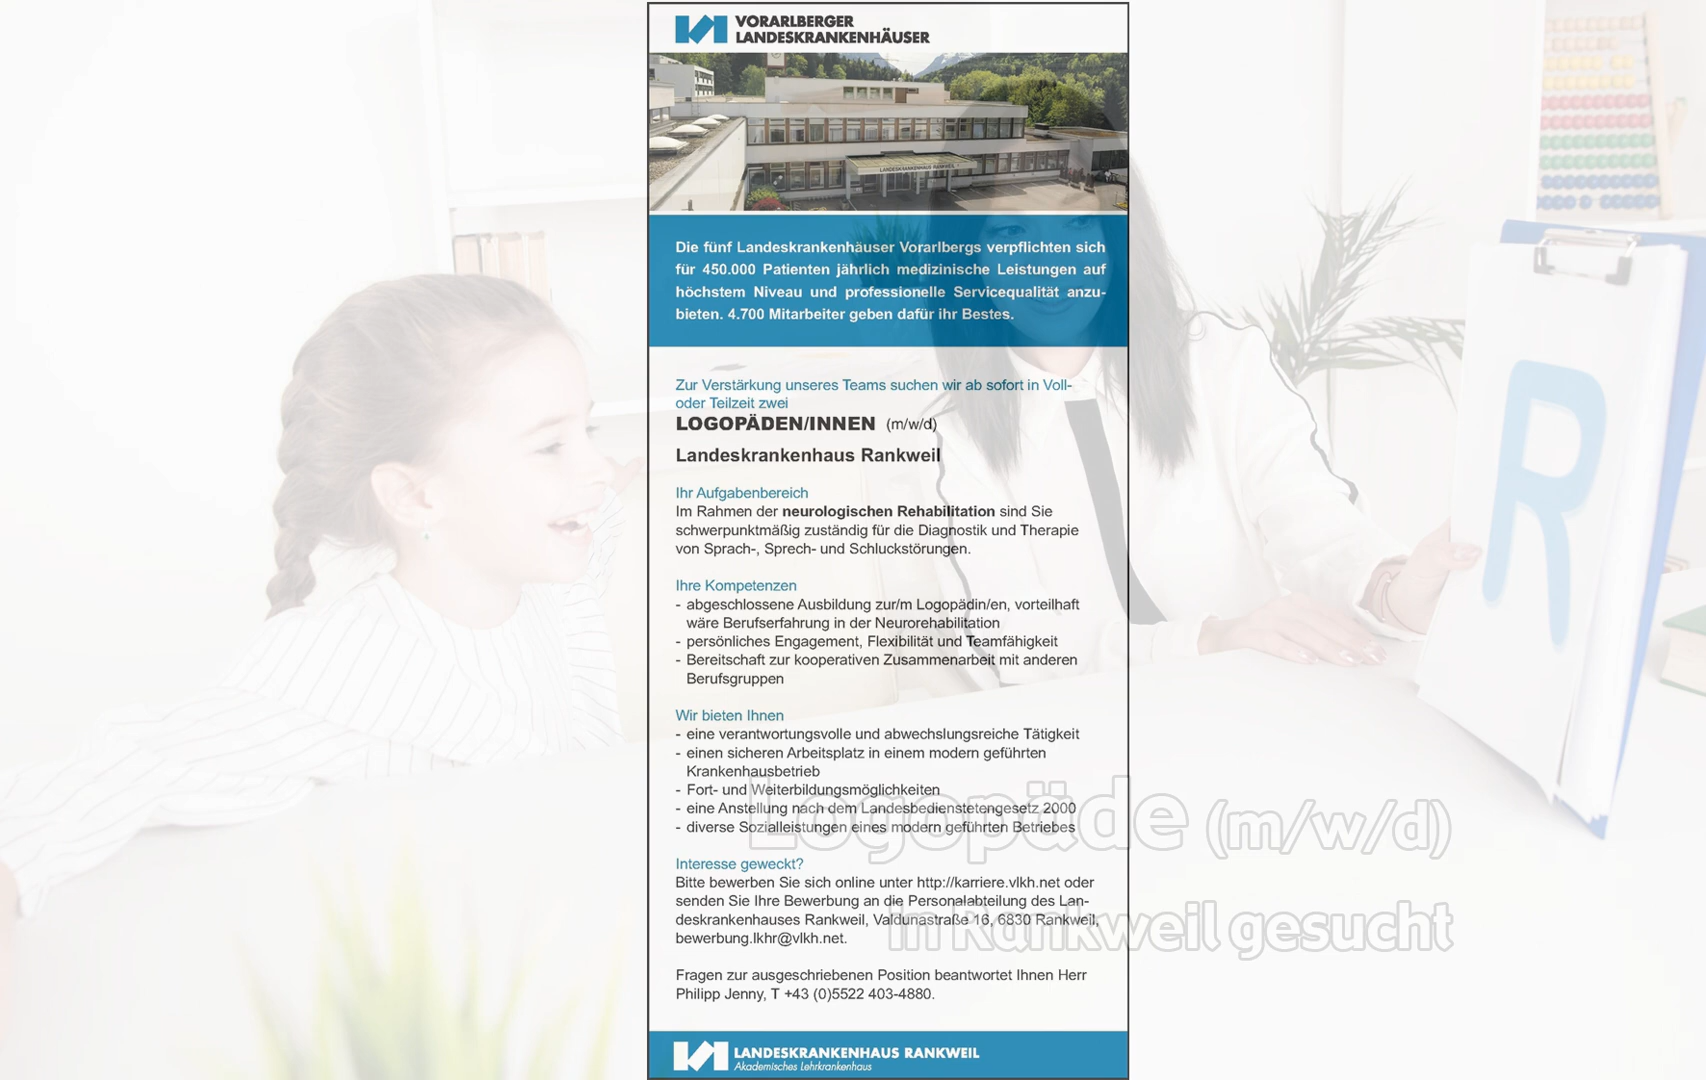 VORARLBERGER
LANDESKRANKENHÄUSER
LANDESKRANKENHAUS RANKWEIL
Die fünf Landeskrankenhäuser Vorarlbergs verpflichten sich
für 450.000 Patienten jährlich medizinische Leistungen auf
höchstem Niveau und professionelle Servicequalität anzu-
bieten. 4.700 Mitarbeiter geben dafür ihr Bestes.
Zur Verstärkung unseres Teams suchen wir ab sofort in Voll-
oder Teilzeit zwei
LOGOPÄDEN/INNEN (m/w/d)
Landeskrankenhaus Rankweil
Ihr Aufgabenbereich
Im Rahmen der neurologischen Rehabilitation sind Sie
schwerpunktmäßig zuständig für die Diagnostik und Therapie
von Sprach-, Sprech- und Schluckstörungen.
Ihre Kompetenzen
- abgeschlossene Ausbildung zur/m Logopädin/en, vorteilhaft
wäre Berufserfahrung in der Neurorehabilitation
- persönliches Engagement, Flexibilität und Teamfähigkeit
- Bereitschaft zur kooperativen Zusammenarbeit mit anderen
Berufsgruppen
Wir bieten Ihnen
- eine verantwortungsvolle und abwechslungsreiche Tätigkeit
- einen sicheren Arbeitsplatz in einem modern geführten
Krankenhausbetrieb
- Fort- und Weiterbildungsmöglichkeiten
- eine Anstellung nach dem Landesbedienstetengesetz 2000
- diverse Sozialleistungen eines modern geführten Betriebes
Interesse geweckt?
Bitte bewerben Sie sich online unter http://karriere.vlkh.net oder
senden Sie Ihre Bewerbung an die Personalabteilung des Lan-
deskrankenhauses Rankweil, Valdunastraße 16, 6830 Rankweil,
bewerbung.lkhr@vlkh.net.
Fragen zur ausgeschriebenen Position beantwortet Ihnen Herr
Philipp Jenny, T +43 (0)5522 403-4880.
LANDESKRANKENHAUS RANKWEIL
Akademisches Lehrkrankenhaus
R
Logopäde (m/w/d)
in Rankweil gesucht